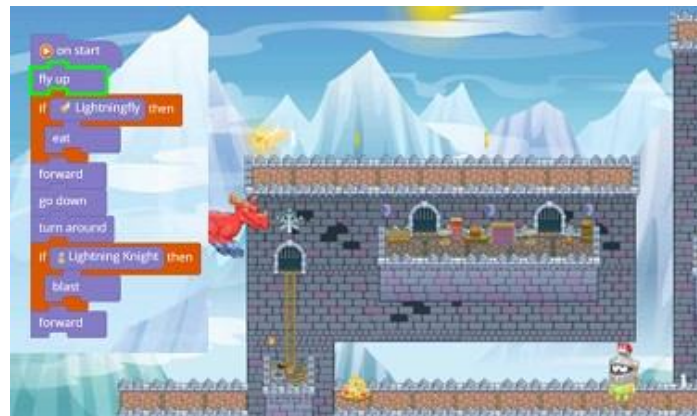 on start
fly up
if Lightningfly then
eat
forward
go down
turn around
if Lightning Knight then
blast
forward